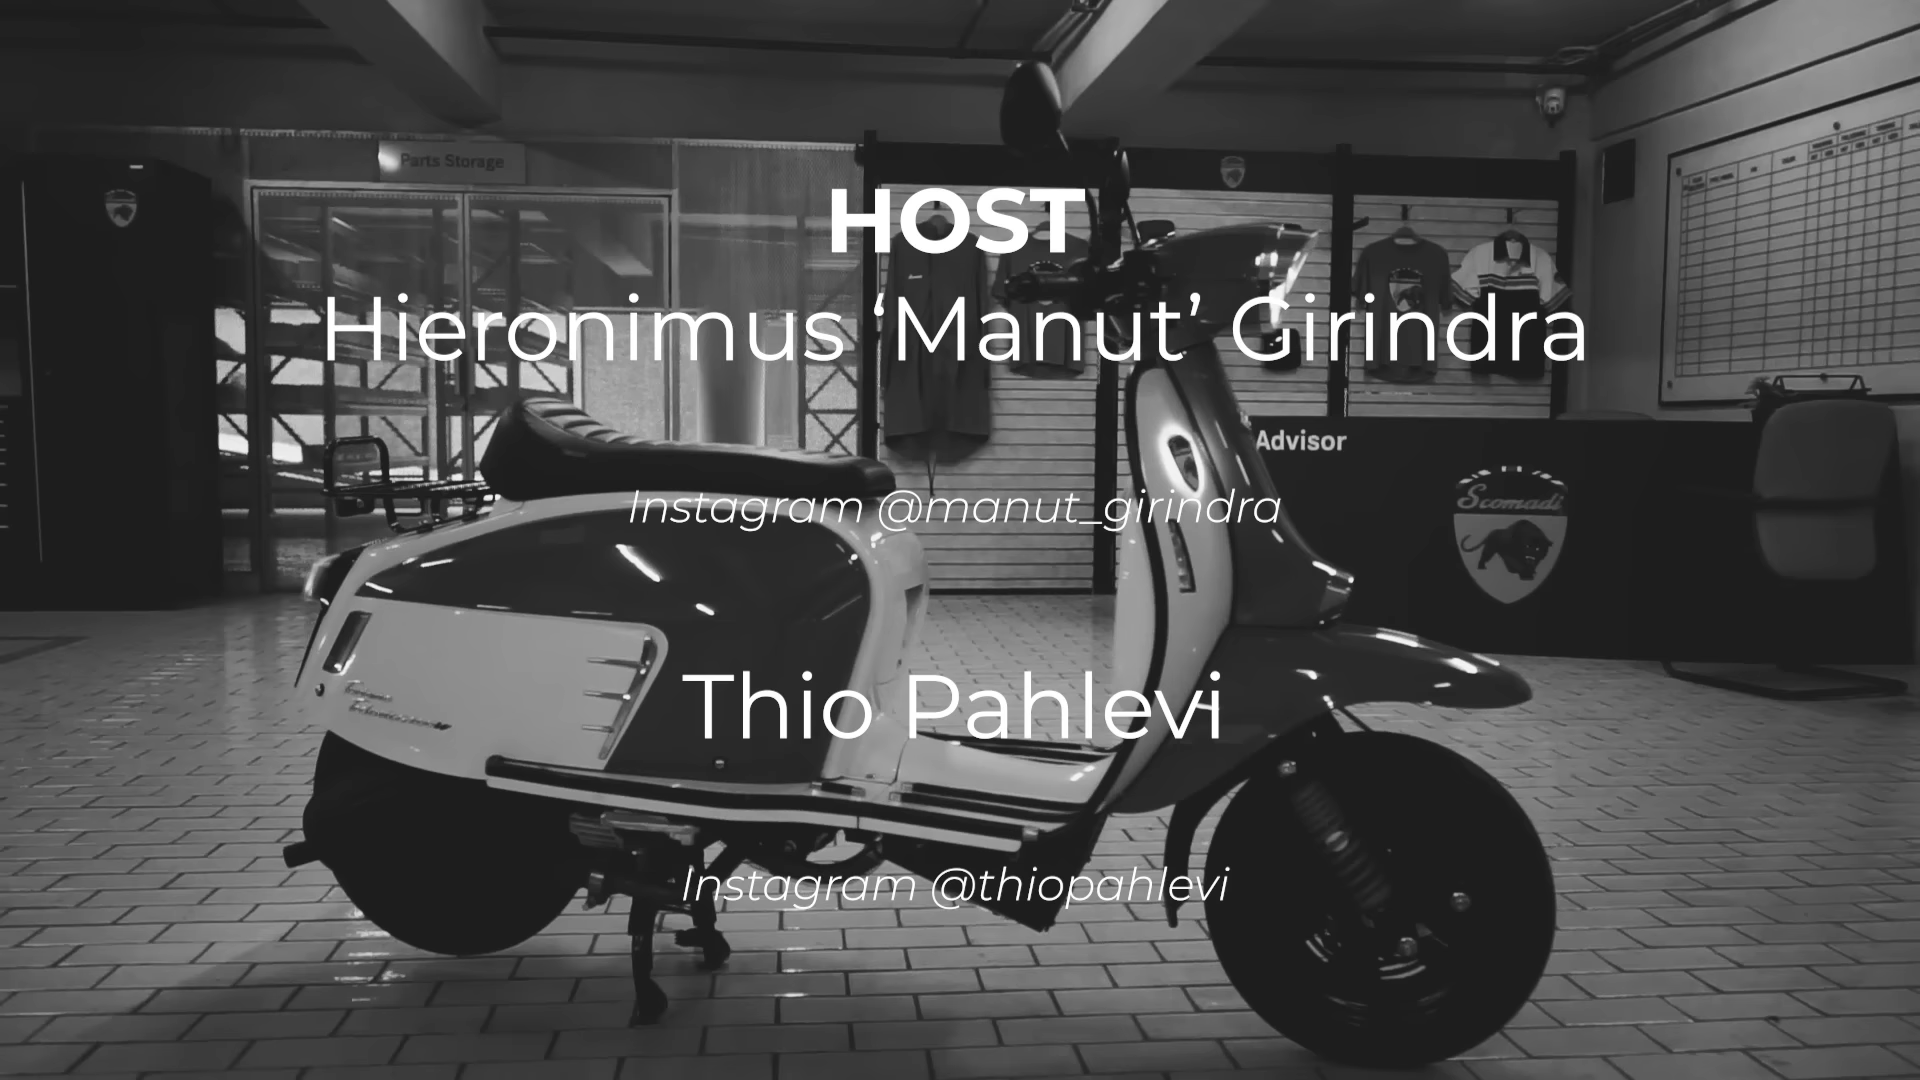 Parts Storage
HOST
Hieronimus ‘Manut’ Girindra
Advisor
Scomadi
Instagram @manut_girindra
Thio Pahlevi
Instagram @thiopahlevi